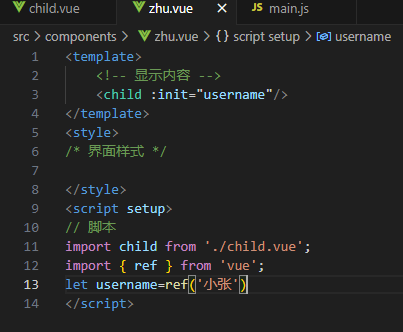 child.vue zhu.vue main.js
src > components > zhu.vue > {} script setup > username
1 <template>
2 <!-- 显示内容 -->
3 <child :init="username"/>
4 </template>
5 <style>
6 /* 界面样式 */
7
8 </style>
9 <script setup>
10 // 脚本
11 import child from './child.vue';
12 import { ref } from 'vue';
13 let username=ref('小张')
14 </script>